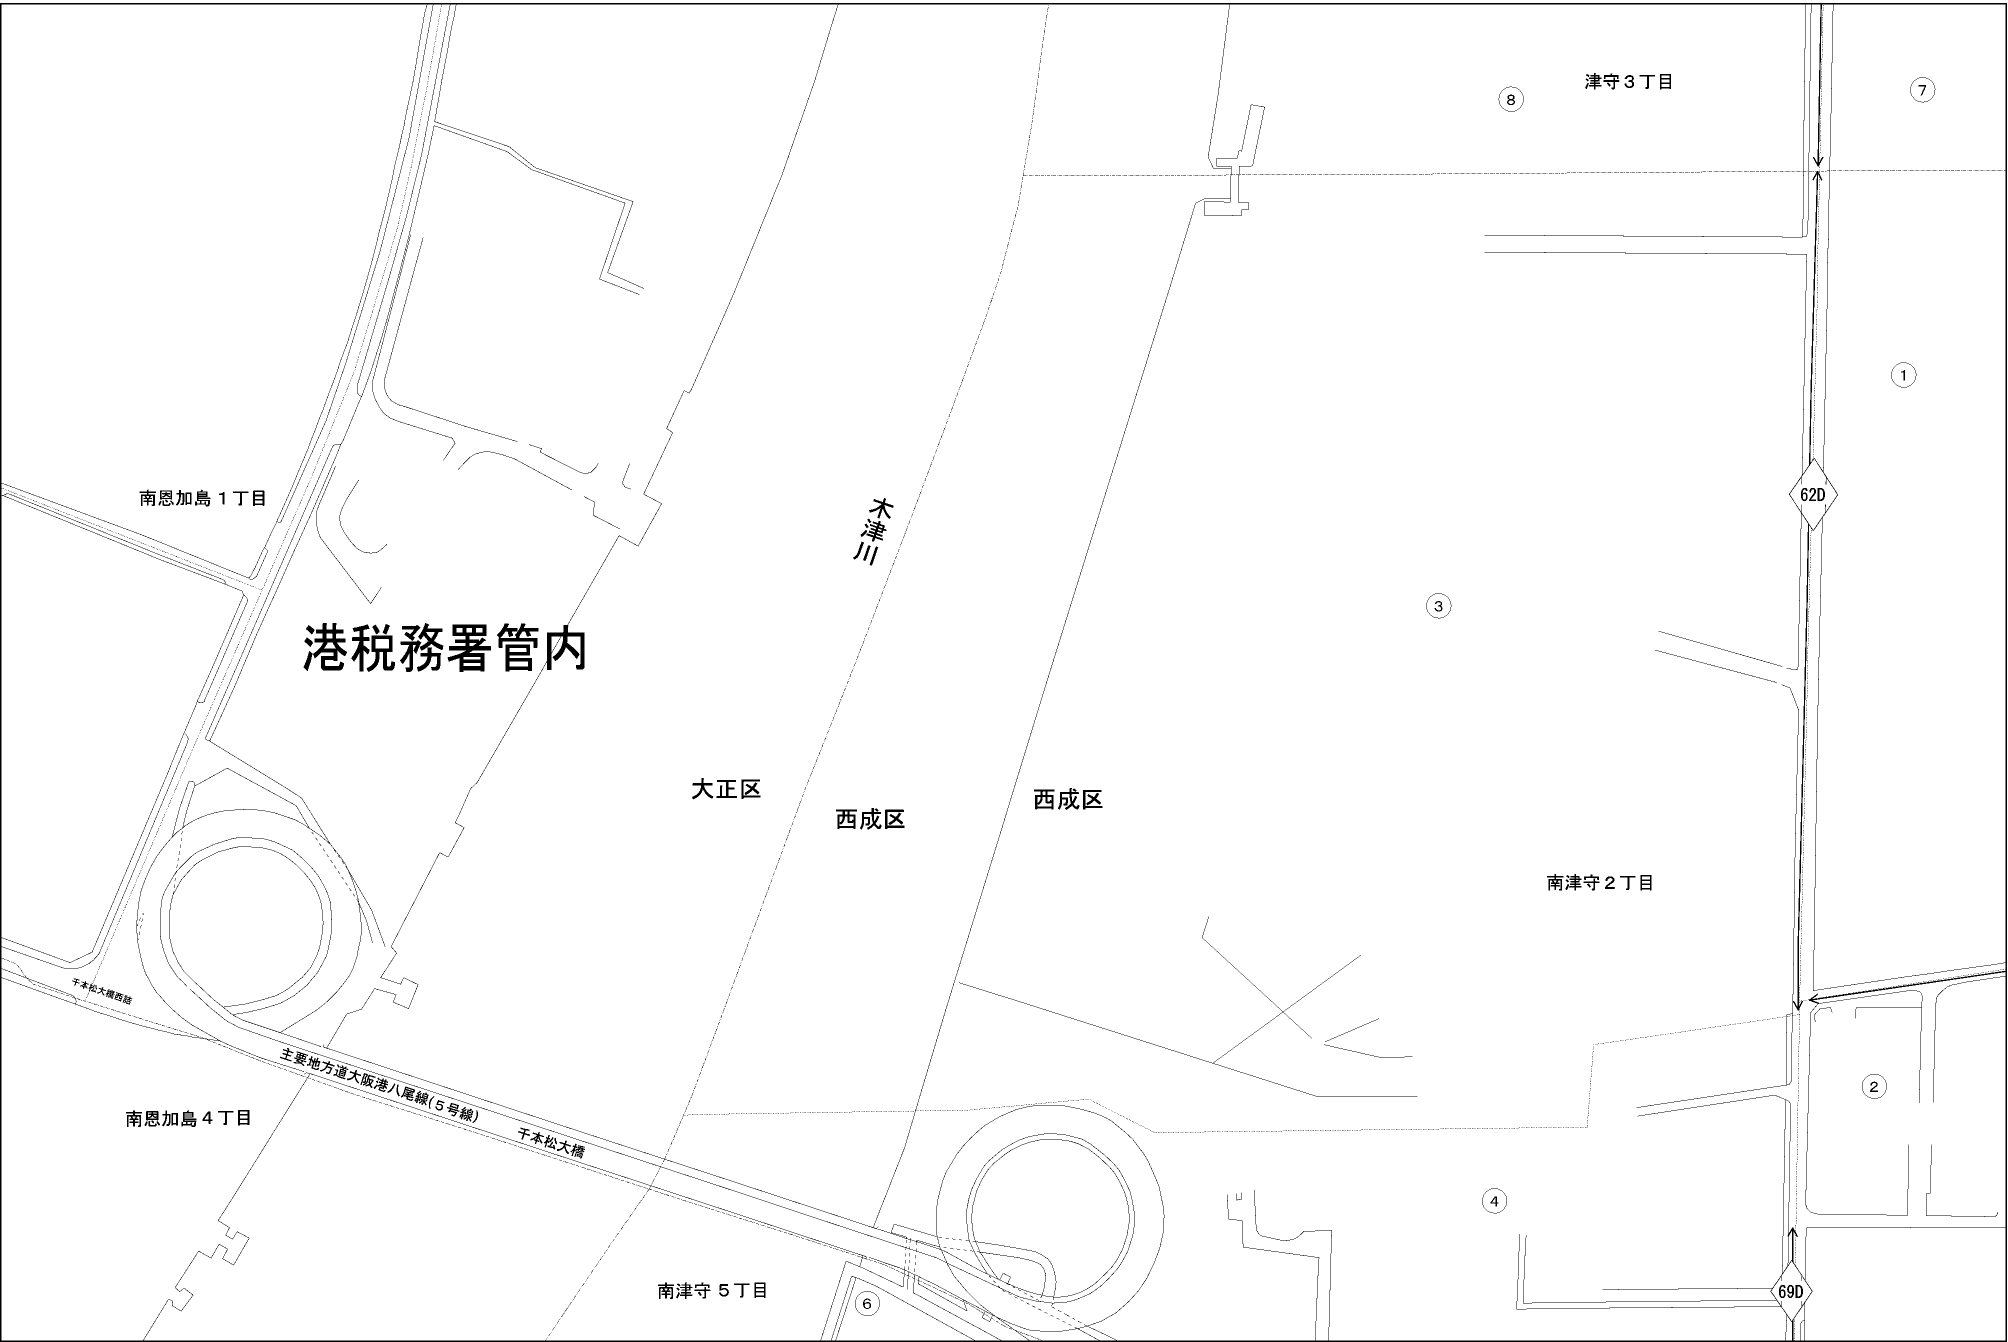 津守３丁目
⑧
⑦
①
南恩加島１丁目
62D
木津川
③
港税務署管内
大正区
西成区
西成区
南津守２丁目
千本松大橋西詰
主要地方道大阪港八尾線(５号線)
②
南恩加島４丁目
千本松大橋
④
南津守５丁目
⑥
69D